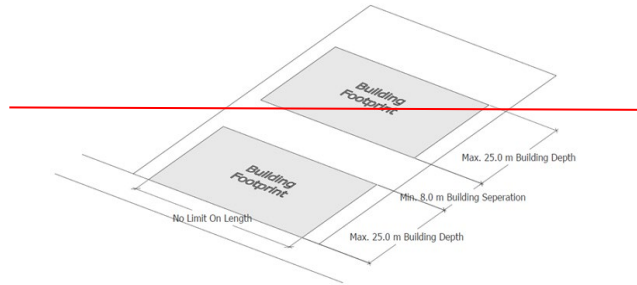 Building
Footprint
Max. 25.0 m Building Depth
Building
Footprint
Min. 8.0 m Building Seperation
No Limit On Length
Max. 25.0 m Building Depth